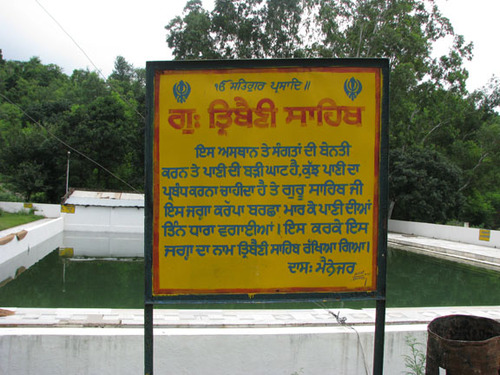 ੴ ਸਤਿਗੁਰ ਪ੍ਰਸਾਦਿ ॥
ਗੁ: ਤ੍ਰਿਬੈਣੀ ਸਾਹਿਬ
ਇਸ ਅਸਥਾਨ ਤੇ ਸੰਗਤਾਂ ਦੀ ਬੇਨਤੀ
ਕਰਨ ਤੇ ਪਾਣੀ ਦੀ ਬੜੀ ਘਾਟ ਹੈ, ਕੁੱਝ ਪਾਣੀ ਦਾ
ਪ੍ਰਬੰਧ ਕਰਨਾ ਚਾਹੀਦਾ ਹੈ ਤੇ ਗੁਰੂ ਸਾਹਿਬ ਜੀ
ਇਸ ਜਗ੍ਹਾ ਕਰੱਪਾ ਬਰਛਾ ਮਾਰ ਕੇ ਪਾਣੀ ਦੀਆਂ
ਤਿੰਨ ਧਾਰਾ ਵਗਾਈਆਂ। ਇਸ ਕਰਕੇ ਇਸ
ਜਗ੍ਹਾ ਦਾ ਨਾਮ ਤ੍ਰਿਬੈਣੀ ਸਾਹਿਬ ਰੱਖਿਆ ਗਿਆ।
ਦਾਸ: ਮੈਨੇਜਰ